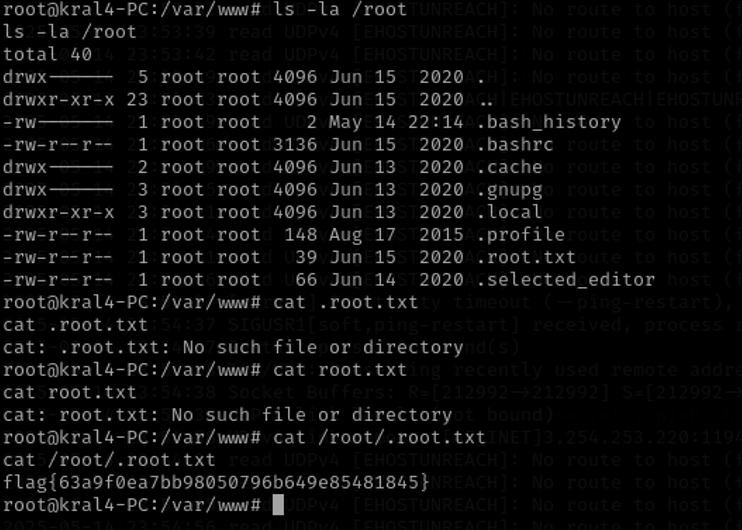 root@kral4-PC:/var/www# ls -la /root
ls -la /root
total 40
drwx------  5 root root 4096 Jun 15  2020 .
drwxr-xr-x 23 root root 4096 Jun 15  2020 ..
-rw-------  1 root root    2 May 14 22:14 .bash_history
-rw-r--r--  1 root root 3136 Jun 15  2020 .bashrc
drwx------  2 root root 4096 Jun 13  2020 .cache
drwx------  3 root root 4096 Jun 13  2020 .gnupg
drwxr-xr-x  3 root root 4096 Jun 13  2020 .local
-rw-r--r--  1 root root  148 Aug 17  2015 .profile
-rw-r--r--  1 root root   39 Jun 15  2020 .root.txt
-rw-r--r--  1 root root   66 Jun 14  2020 .selected_editor
root@kral4-PC:/var/www# cat .root.txt
cat .root.txt
cat: .root.txt: No such file or directory
root@kral4-PC:/var/www# cat root.txt
cat root.txt
cat: root.txt: No such file or directory
root@kral4-PC:/var/www# cat /root/.root.txt
cat /root/.root.txt
flag{63a9f0ea7bb98050796b649e85481845}
root@kral4-PC:/var/www#